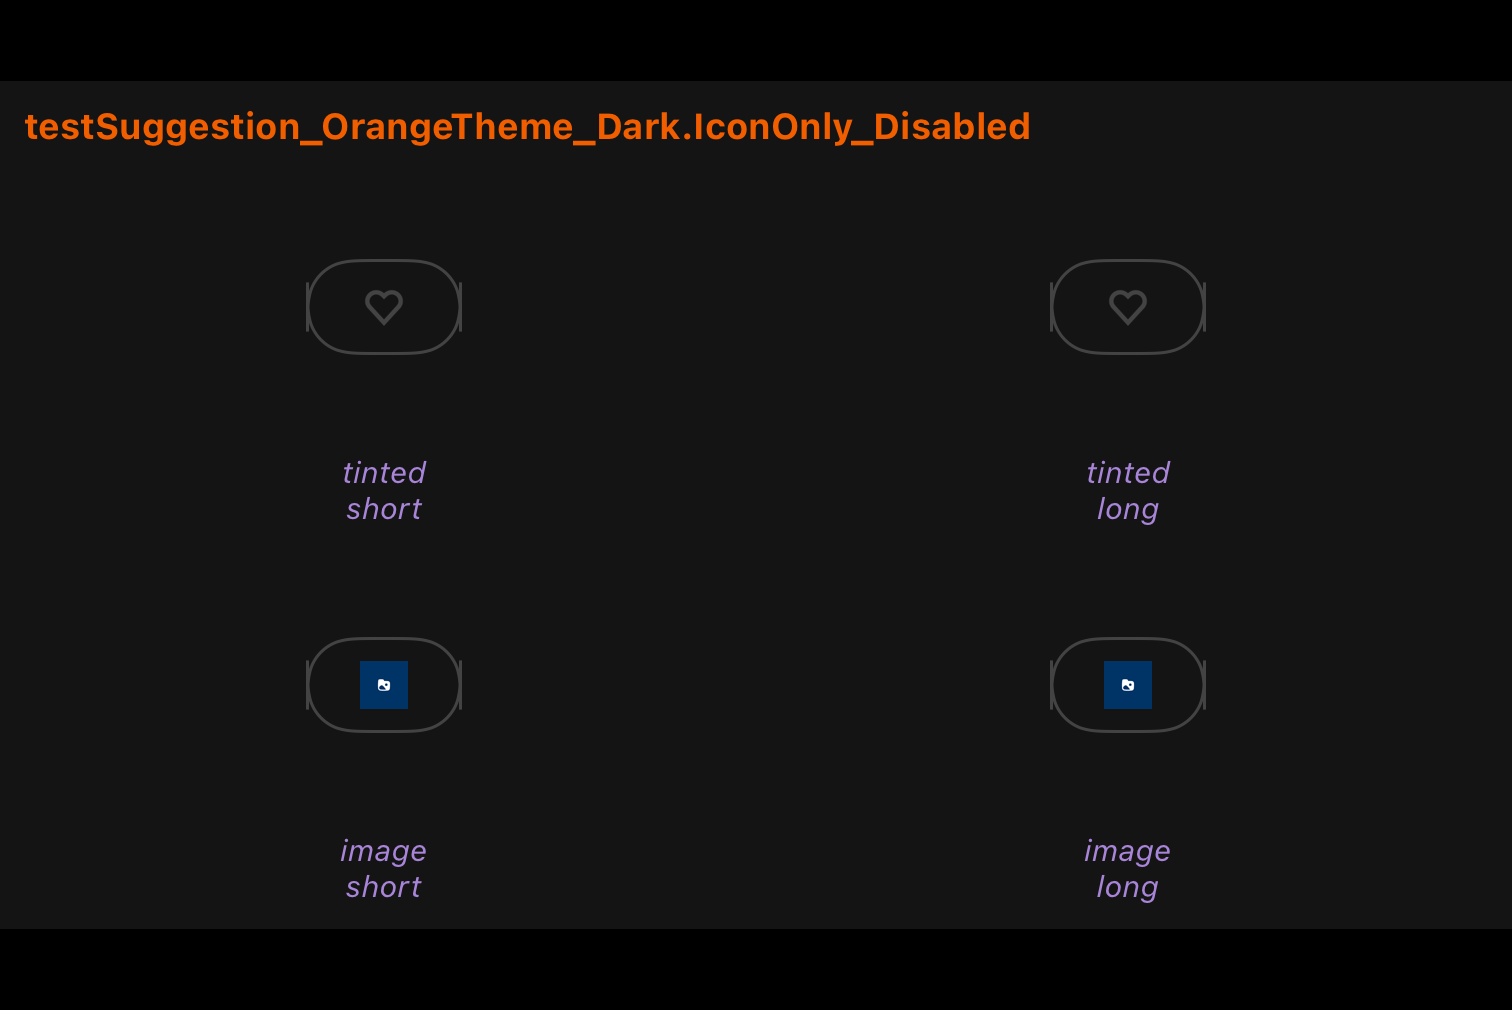 testSuggestion_OrangeTheme_Dark.IconOnly_Disabled
tinted
short
tinted
long
image
short
image
long